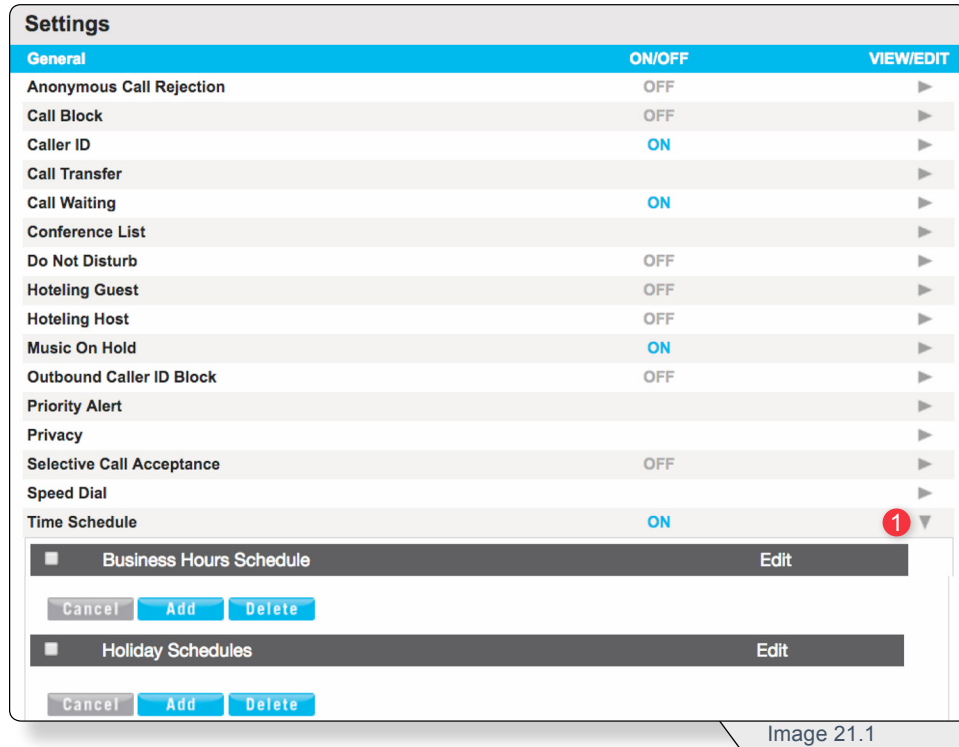 Settings
General ON/OFF VIEW/EDIT
Anonymous Call Rejection OFF
Call Block OFF
Caller ID ON
Call Transfer
Call Waiting ON
Conference List
Do Not Disturb OFF
Hoteling Guest OFF
Hoteling Host OFF
Music On Hold ON
Outbound Caller ID Block OFF
Priority Alert
Privacy
Selective Call Acceptance OFF
Speed Dial
Time Schedule ON 1
Business Hours Schedule Edit
Cancel Add Delete
Holiday Schedules Edit
Cancel Add Delete
Image 21.1